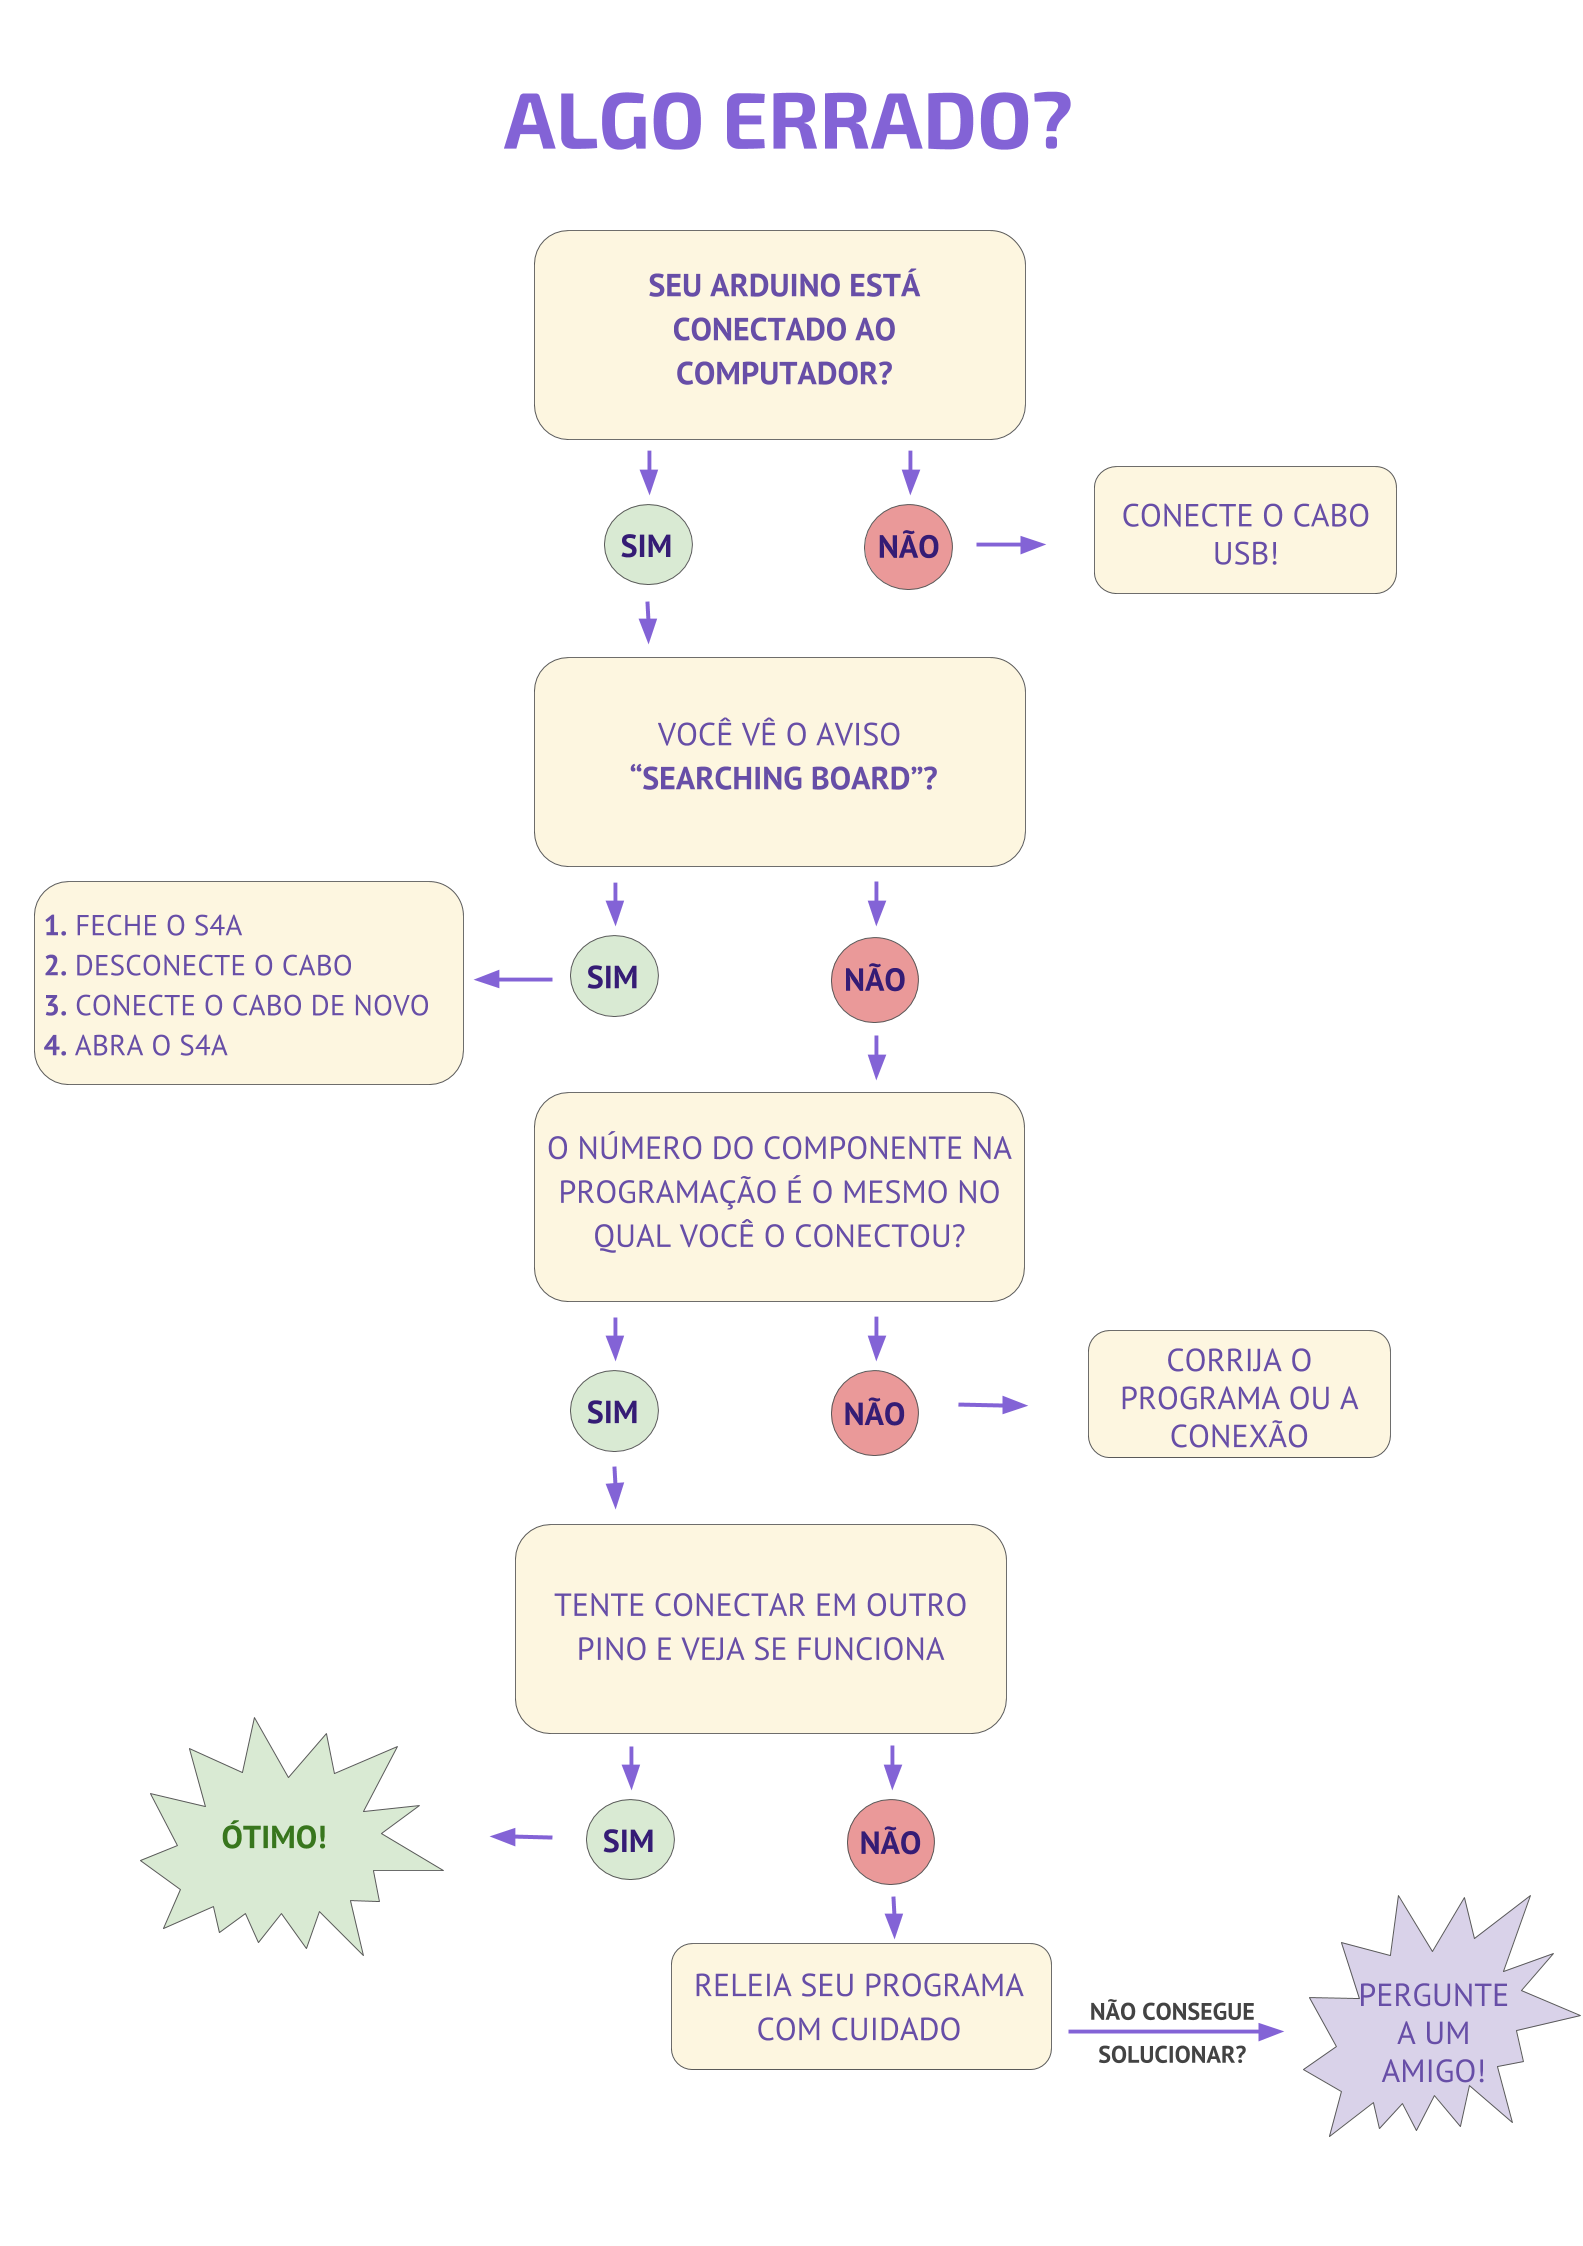 ALGO ERRADO?
SEU ARDUINO ESTÁ
CONECTADO AO
COMPUTADOR?
SIM
NÃO
CONECTE O CABO
USB!
VOCÊ VÊ O AVISO
“SEARCHING BOARD”?
1. FECHE O S4A
2. DESCONECTE O CABO
3. CONECTE O CABO DE NOVO
4. ABRA O S4A
SIM
NÃO
O NÚMERO DO COMPONENTE NA
PROGRAMAÇÃO É O MESMO NO
QUAL VOCÊ O CONECTOU?
SIM
NÃO
CORRIJA O
PROGRAMA OU A
CONEXÃO
TENTE CONECTAR EM OUTRO
PINO E VEJA SE FUNCIONA
ÓTIMO!
SIM
NÃO
RELEIA SEU PROGRAMA
COM CUIDADO
NÃO CONSEGUE
SOLUCIONAR?
PERGUNTE
A UM
AMIGO!